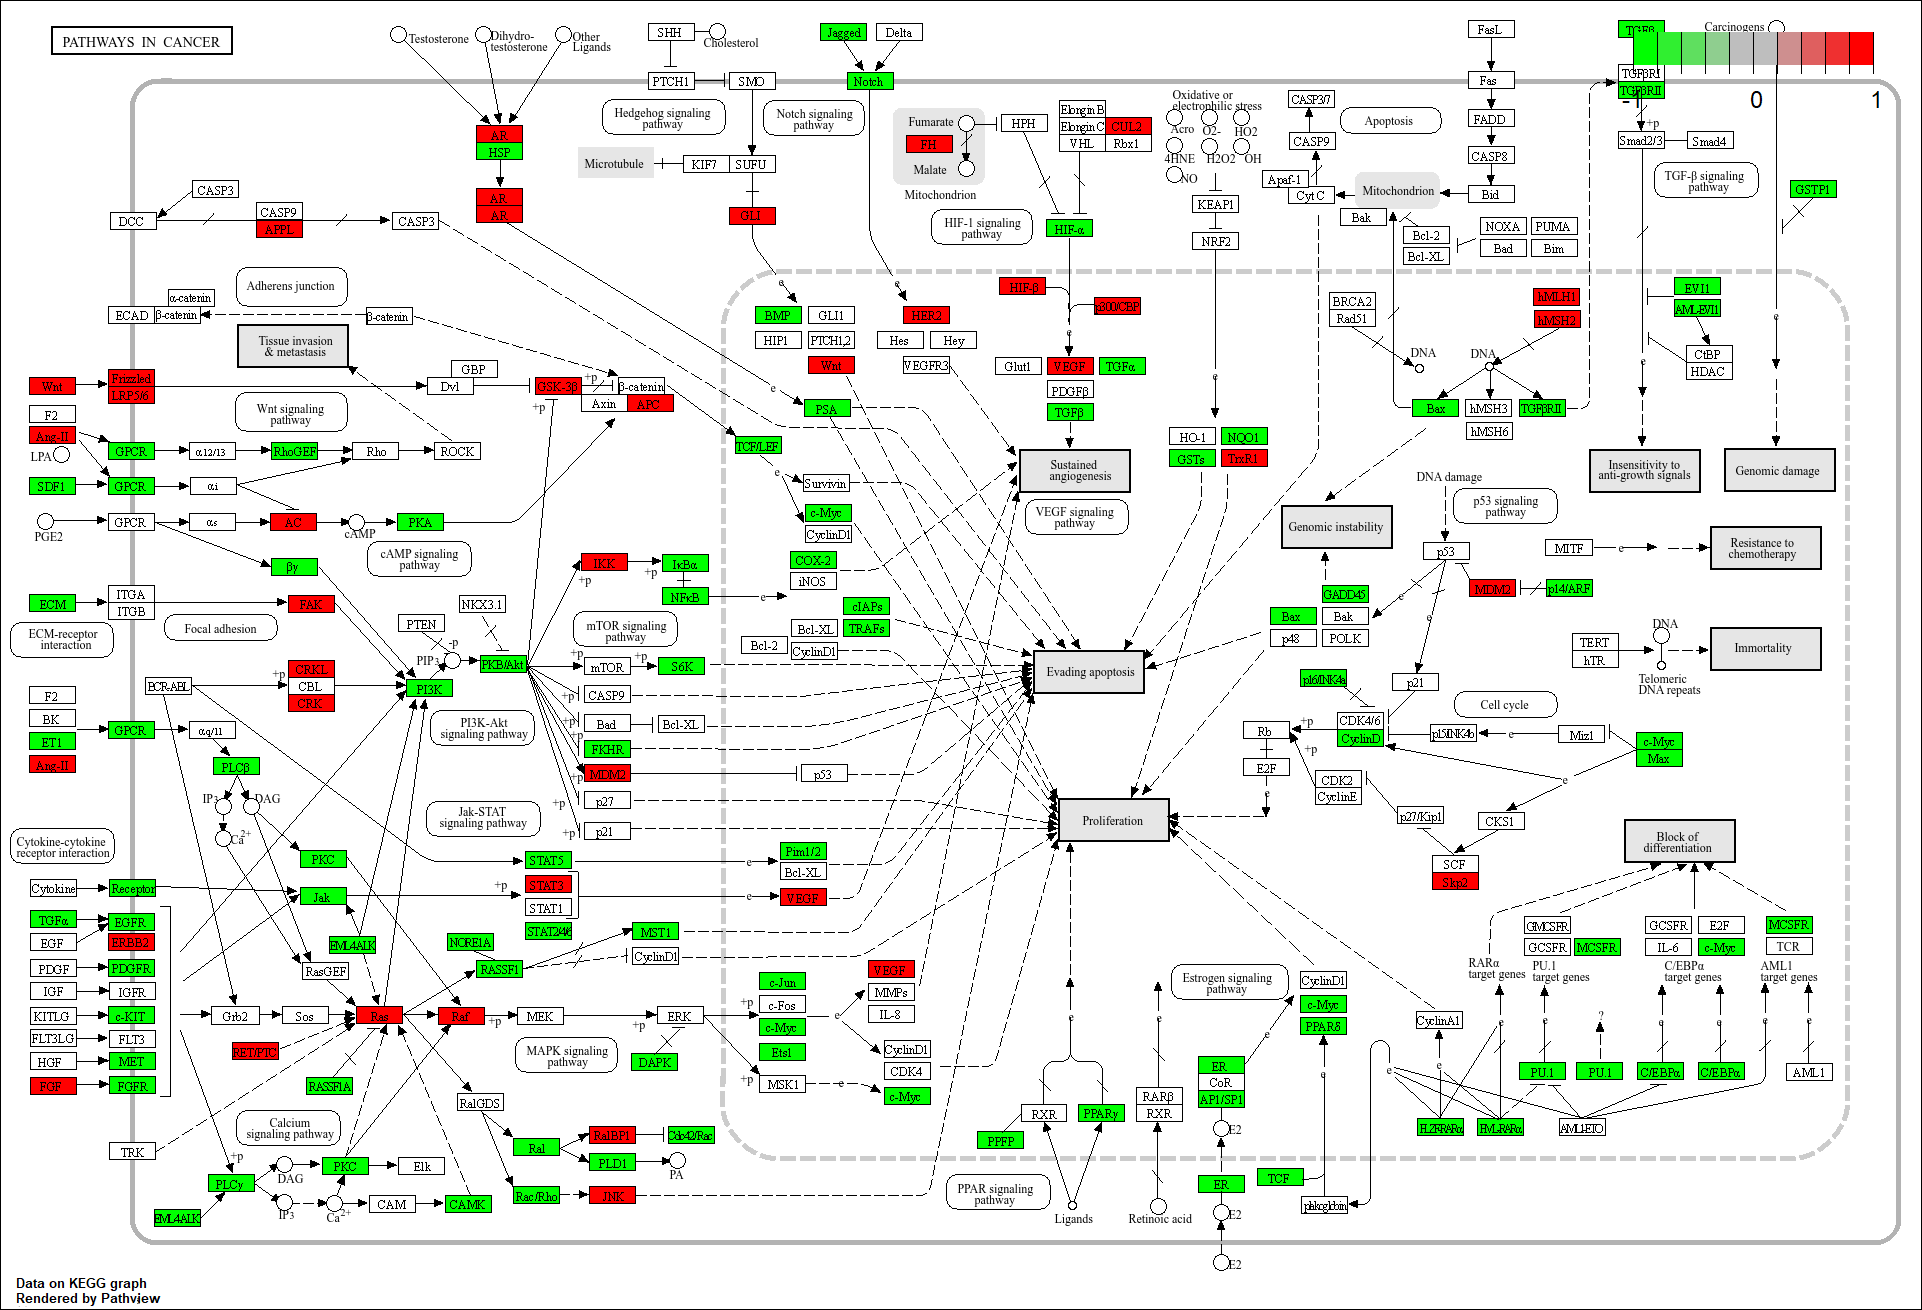 PATHWAYS IN CANCER
Testosterone
Dihydro-
testosterone
Other
Ligands
SHH
Cholesterol
PTCH1
SMO
Hedgehog signaling
pathway
Microtubule
KIF7
SUFU
GLI
Jagged
Delta
Notch
Notch signaling
pathway
Fumarate
FH
Malate
Mitochondrion
HPH
Elongin B
Elongin C
CUL2
VHL
Rbx1
HIF-1 signaling
pathway
HIF-α
Oxidative or
electrophilic stress
Acro
O2-
HO2
4HNE
H2O2
OH
NO
KEAP1
NRF2
CASP3/7
CASP9
Apaf-1
Cyt C
Apoptosis
Mitochondrion
Bak
Bcl-2
Bcl-XL
NOXA
PUMA
Bad
Bim
FasL
Fas
FADD
CASP8
Bid
TGFβ
TGFβRI
TGFβRII
Carcinogens
-1
0
1
+p
Smad2/3
Smad4
TGF-β signaling
pathway
GSTP1
AR
HSP
AR
AR
CASP3
DCC
CASP9
APPL
CASP3
Adherens junction
α-catenin
ECAD
β-catenin
β-catenin
Tissue invasion
& metastasis
Wnt
Frizzled
LRP5/6
GBP
Dvl
GSK-3β
+p
β-catenin
Axin
APC
+p
Wnt signaling
pathway
F2
Ang-II
LPA
GPCR
α12/13
RhoGEF
Rho
ROCK
SDF1
GPCR
αi
PGE2
GPCR
αs
AC
cAMP
PKA
cAMP signaling
pathway
βγ
TCF/LEF
e
BMP
GLI1
HIP1
PTCH1,2
Wnt
e
HER2
Hes
Hey
VEGFR3
HIF-β
p300/CBP
e
Glut1
VEGF
TGFα
PDGFβ
TGFβ
PSA
e
e
Survivin
c-Myc
CyclinD1
COX-2
iNOS
Sustained
angiogenesis
VEGF signaling
pathway
e
HO-1
NQO1
GSTs
TrxR1
BRCA2
Rad51
DNA
hMLH1
hMSH2
DNA
Bax
hMSH3
TGFβRII
hMSH6
EVI1
AML-EVI1
CtBP
HDAC
e
e
Insensitivity to
anti-growth signals
Genomic damage
DNA damage
p53 signaling
pathway
Genomic instability
p53
MITF
e
Resistance to
chemotherapy
MDM2
p14/ARF
GADD45
Bax
Bak
p48
POLK
e
e
TERT
hTR
DNA
Telomeric
DNA repeats
Immortality
p21
p16/INK4a
Cell cycle
Rb
+p
CDK4/6
CyclinD
p15/INK4b
e
Miz1
c-Myc
Max
E2F
e
+p
CDK2
CyclinE
e
p27/Kip1
CKS1
SCF
Skp2
Block of
differentiation
ECM
ITGA
ITGB
FAK
Focal adhesion
ECM-receptor
interaction
IKK
+p
+p
IκBα
NFκB
e
NKX3.1
PTEN
-p
PIP3
PKB/Akt
PI3K
PI3K-Akt
signaling pathway
mTOR signaling
pathway
+p
mTOR
+p
S6K
+p
CASP9
+p
Bad
Bcl-XL
+p
FKHR
+p
MDM2
p53
+p
p27
+p
p21
cIAPs
Bcl-XL
TRAFs
Bcl-2
CyclinD1
Evading apoptosis
Proliferation
BCR-ABL
+p
CRKL
CBL
CRK
F2
BK
ET1
Ang-II
GPCR
αq/11
PLCβ
IP3
DAG
Ca2+
PKC
Jak-STAT
signaling pathway
STAT5
e
Pim1/2
Bcl-XL
+p
STAT3
STAT1
STAT2/4/6
e
VEGF
Cytokine-cytokine
receptor interaction
Cytokine
Receptor
Jak
TGFα
EGFR
EGF
ERBB2
PDGF
PDGFR
IGF
IGFR
KITLG
c-KIT
FLT3LG
FLT3
HGF
MET
FGF
FGFR
EML4ALK
NORE1A
RASSF1
MST1
CyclinD1
RasGEF
Grb2
Sos
Ras
Raf
+p
MEK
+p
ERK
RET/PTC
RASSF1A
MAPK signaling
pathway
DAPK
+p
c-Jun
c-Fos
c-Myc
Ets1
e
VEGF
MMPs
IL-8
CyclinD1
CDK4
+p
MSK1
e
c-Myc
Calcium
signaling pathway
TRK
+p
PLCγ
EML4ALK
DAG
IP3
PKC
Elk
Ca2+
CAM
CAMK
RalGDS
Ral
RalBP1
Cdc42/Rac
PLD1
PA
Rac/Rho
JNK
PPFP
RXR
PPARγ
e
PPAR signaling
pathway
Ligands
RARβ
RXR
e
Retinoic acid
Estrogen signaling
pathway
ER
CoR
AP1/SP1
e
E2
ER
E2
E2
CyclinD1
c-Myc
PPARδ
e
TCF
plakoglobin
e
CyclinA1
e
RARα
target genes
GMCSFR
GCSFR
MCSFR
PU.1
target genes
GCSFR
E2F
IL-6
c-Myc
C/EBPα
target genes
MCSFR
TCR
AML1
target genes
e
e
?
e
e
e
e
PU.1
PU.1
C/EBPα
C/EBPα
AML1
PLZF-RARα
PML-RARα
AML1-ETO
Data on KEGG graph
Rendered by Pathview